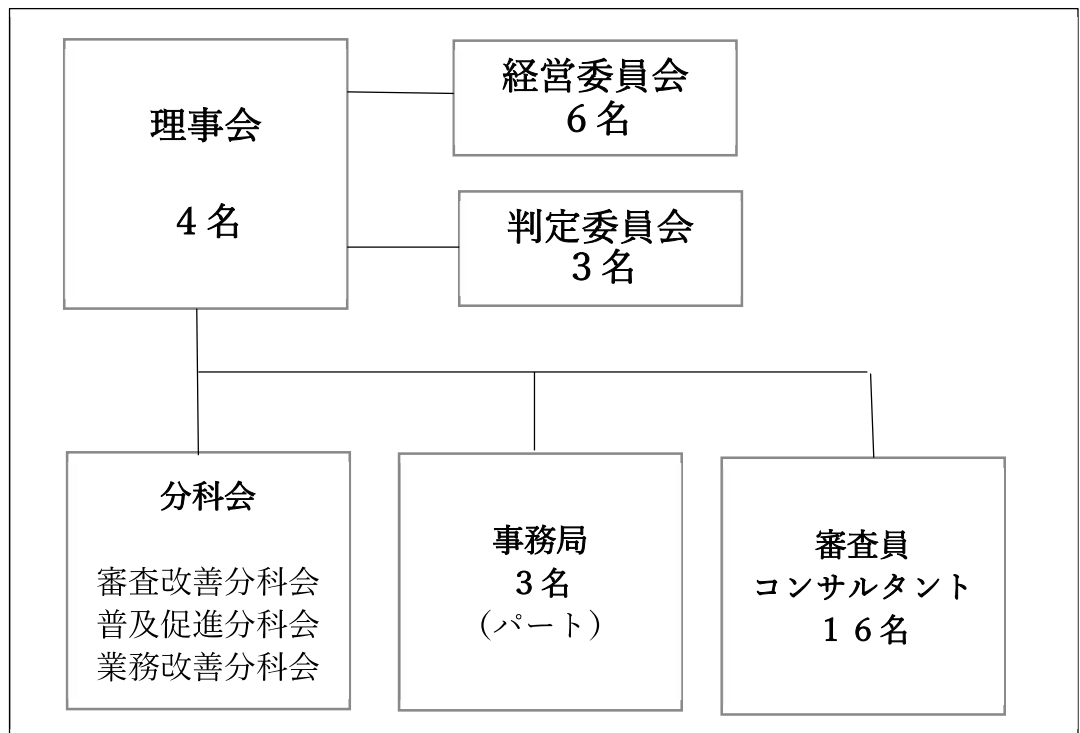 理事会
4名
経営委員会
6名
判定委員会
3名
分科会
審査改善分科会
普及促進分科会
業務改善分科会
事務局
3名
（パート）
審査員
コンサルタント
１６名